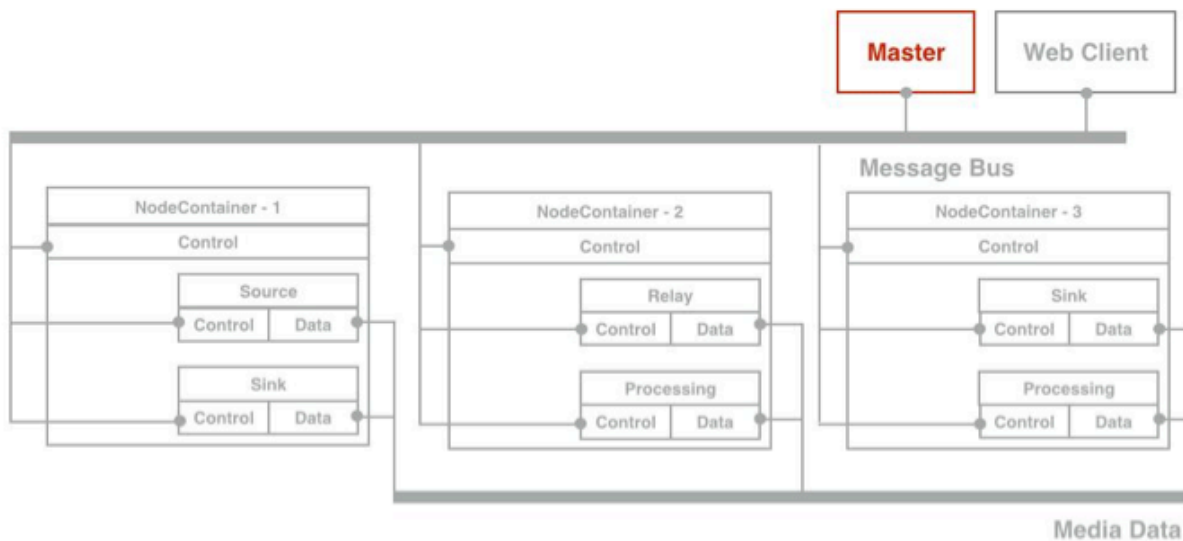 Master
Web Client
Message Bus
NodeContainer - 1
Control
Source
Control Data
Sink
Control Data
NodeContainer - 2
Control
Relay
Control Data
Processing
Control Data
NodeContainer - 3
Control
Sink
Control Data
Processing
Control Data
Media Data